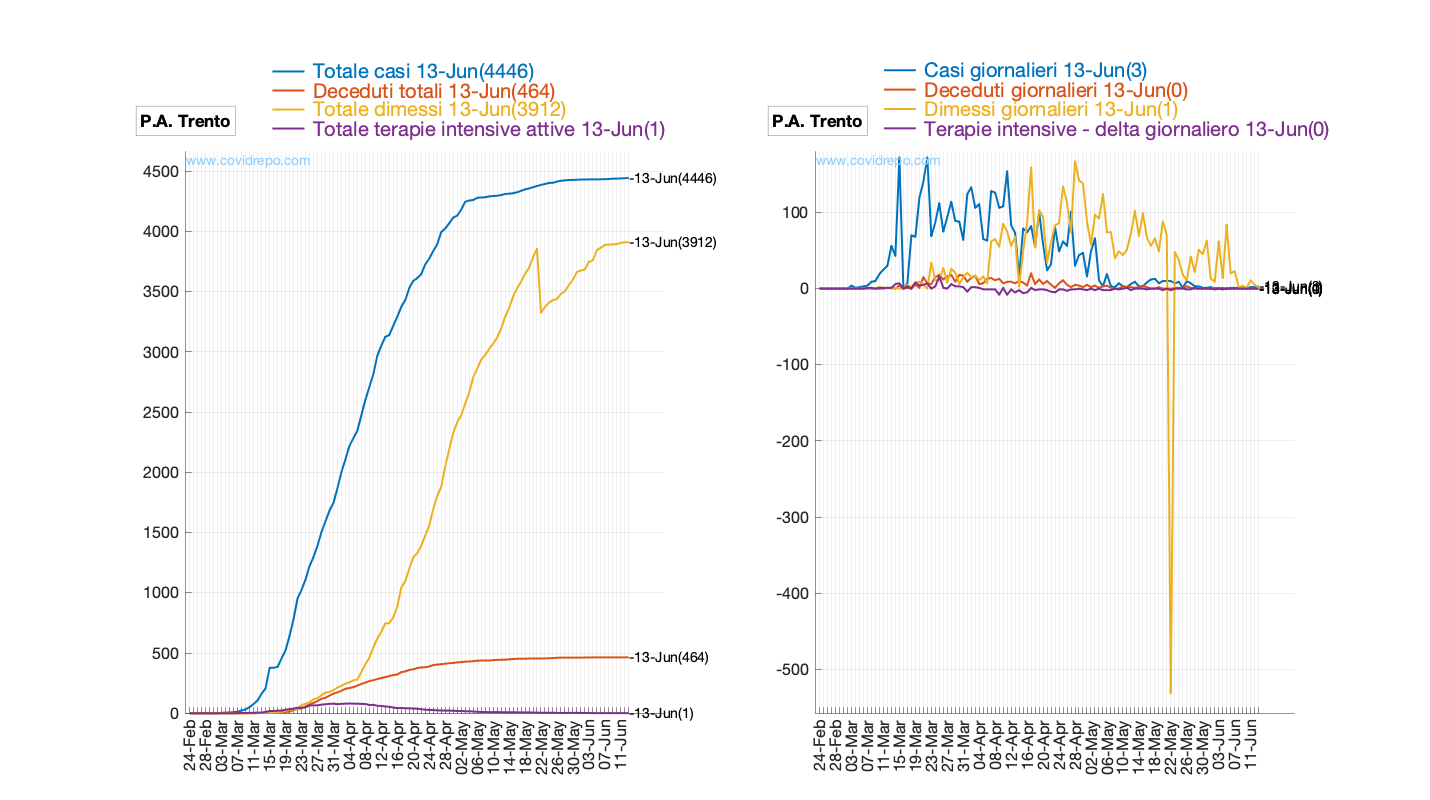 Totale casi 13-Jun(4446)
Deceduti totali 13-Jun(464)
Totale dimessi 13-Jun(3912)
Totale terapie intensive attive 13-Jun(1)
P.A. Trento
www.covidrepo.com
4500
4000
3500
3000
2500
2000
1500
1000
500
0
-13-Jun(4446)
-13-Jun(3912)
-13-Jun(464)
-13-Jun(1)
24-Feb
28-Feb
03-Mar
07-Mar
11-Mar
15-Mar
19-Mar
23-Mar
27-Mar
31-Mar
04-Apr
08-Apr
12-Apr
16-Apr
20-Apr
24-Apr
28-Apr
02-May
06-May
10-May
14-May
18-May
22-May
26-May
30-May
03-Jun
07-Jun
11-Jun
Casi giornalieri 13-Jun(3)
Deceduti giornalieri 13-Jun(0)
Dimessi giornalieri 13-Jun(1)
Terapie intensive - delta giornaliero 13-Jun(0)
P.A. Trento
www.covidrepo.com
100
0
-100
-200
-300
-400
-500
24-Feb
28-Feb
03-Mar
07-Mar
11-Mar
15-Mar
19-Mar
23-Mar
27-Mar
31-Mar
04-Apr
08-Apr
12-Apr
16-Apr
20-Apr
24-Apr
28-Apr
02-May
06-May
10-May
14-May
18-May
22-May
26-May
30-May
03-Jun
07-Jun
11-Jun